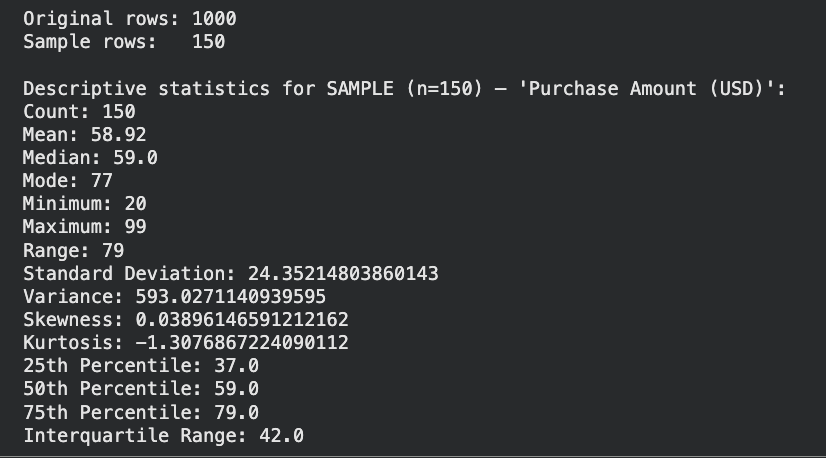 Original rows: 1000
Sample rows:   150
Descriptive statistics for SAMPLE (n=150) — 'Purchase Amount (USD)':
Count: 150
Mean: 58.92
Median: 59.0
Mode: 77
Minimum: 20
Maximum: 99
Range: 79
Standard Deviation: 24.35214803860143
Variance: 593.0271140939595
Skewness: 0.03896146591212162
Kurtosis: -1.3076867224090112
25th Percentile: 37.0
50th Percentile: 59.0
75th Percentile: 79.0
Interquartile Range: 42.0